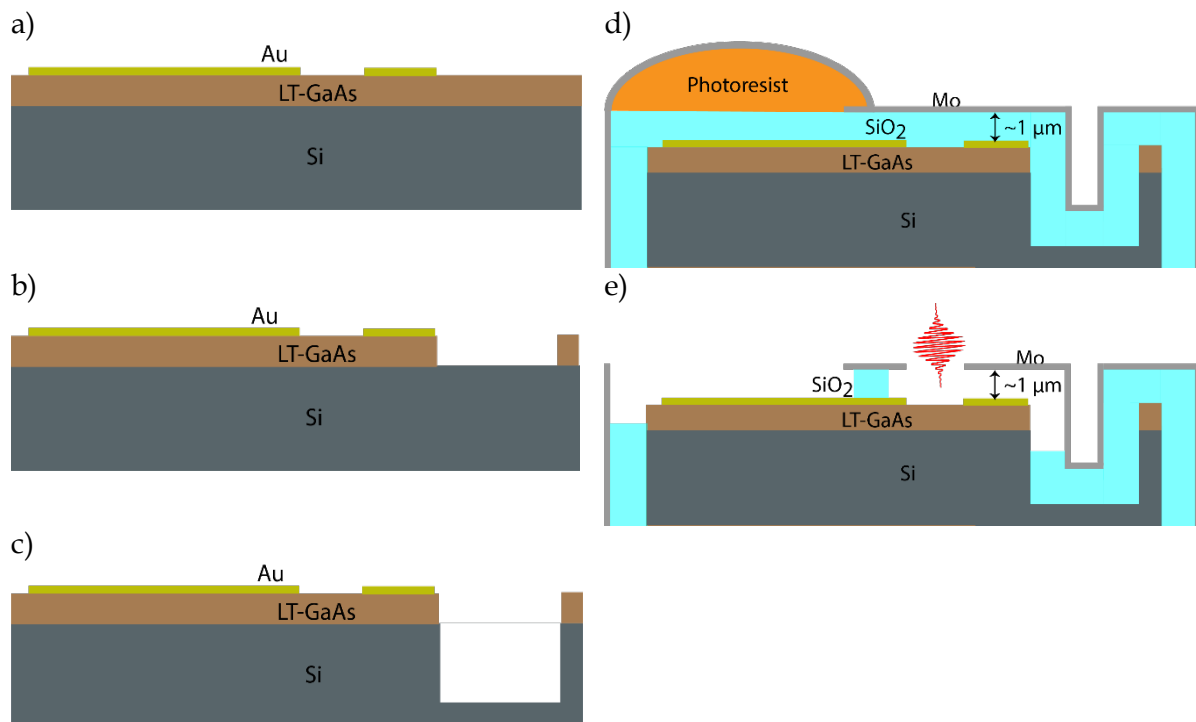 a)
Au
LT-GaAs
Si
b)
Au
LT-GaAs
Si
c)
Au
LT-GaAs
Si
d)
Photoresist
Mo
SiO2
~1 µm
LT-GaAs
Si
e)
Mo
SiO2
~1 µm
LT-GaAs
Si